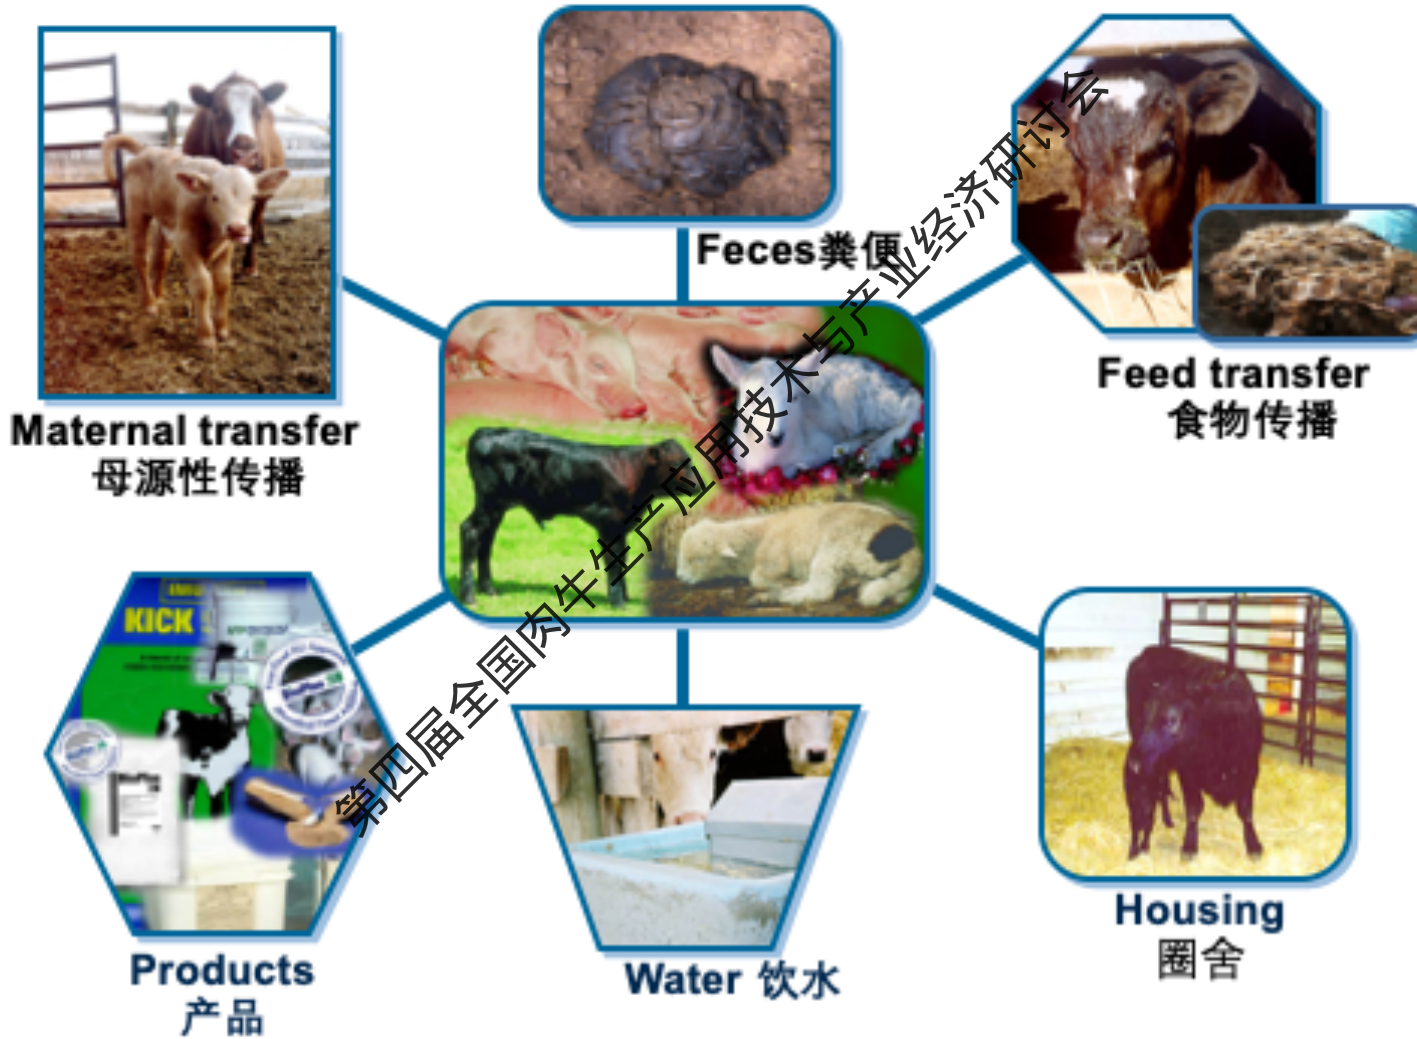 Feces粪便
Maternal transfer
母源性传播
Feed transfer
食物传播
第四届全国肉牛生产应用技术与产业经济研讨会
KICK
Products
产品
Water 饮水
Housing
圈舍